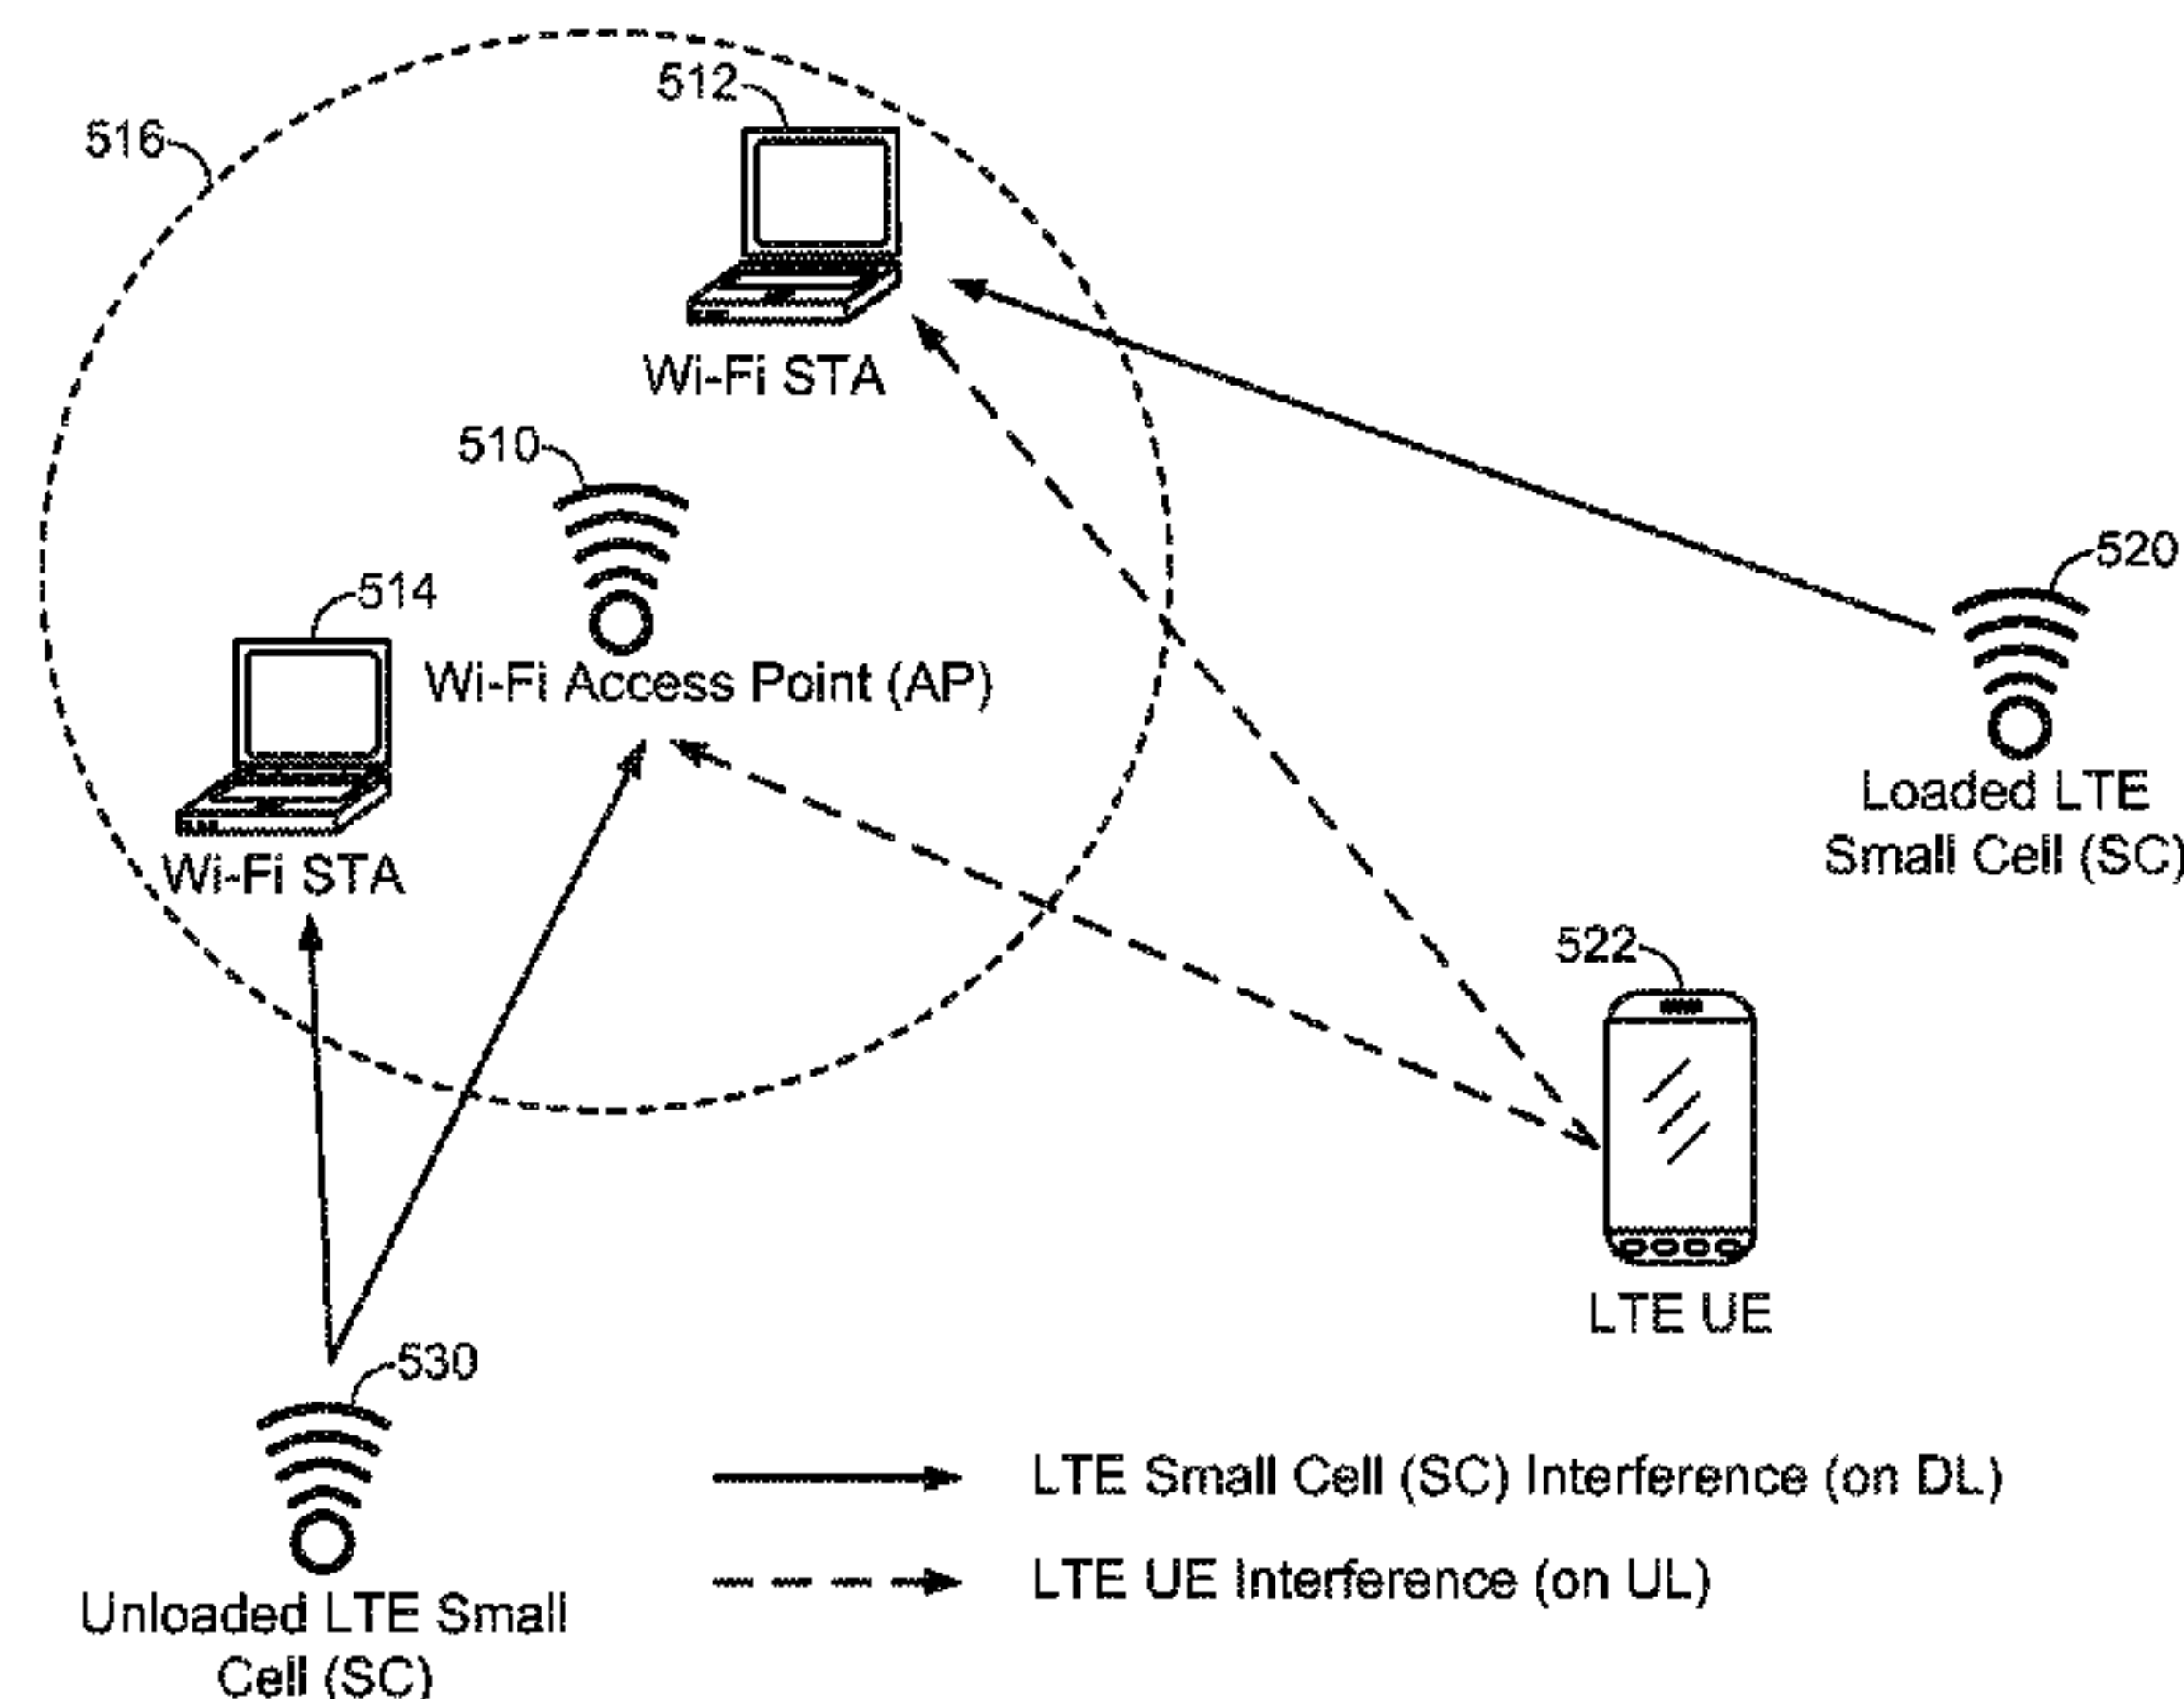 512
516
Wi-Fi STA
510
520
514
Wi-Fi Access Point (AP)
Loaded LTE
Small Cell (SC)
Wi-Fi STA
522
LTE UE
530
LTE Small Cell (SC) Interference (on DL)
LTE UE Interference (on UL)
Unloaded LTE Small
Cell (SC)